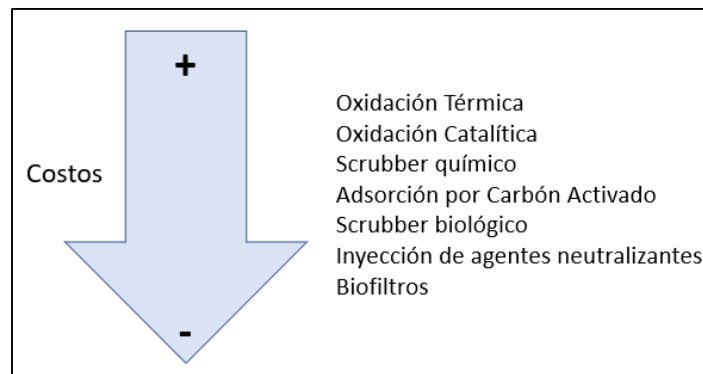 +
Costos
Oxidación Térmica
Oxidación Catalítica
Scrubber químico
Adsorción por Carbón Activado
Scrubber biológico
Inyección de agentes neutralizantes
Biofiltros
-